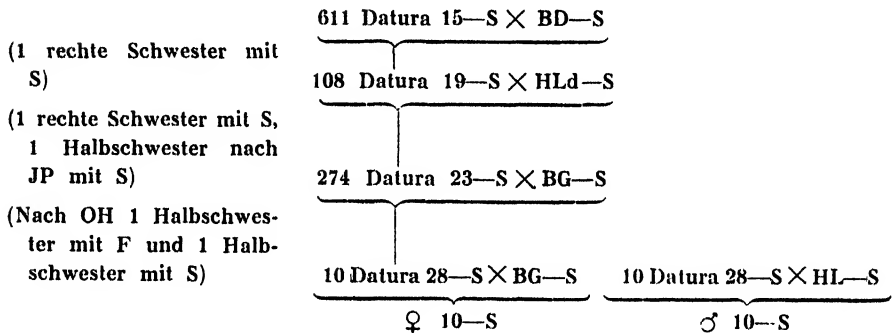 611 Datura 15—S × BD—S
(1 rechte Schwester mit
S)
108 Datura 19—S × HLd—S
(1 rechte Schwester mit S,
1 Halbschwester nach
JP mit S)
274 Datura 23—S × BG—S
(Nach OH 1 Halbschwes-
ter mit F und 1 Halb-
schwester mit S)
10 Datura 28—S × BG—S
10 Datura 28—S × HL—S
♀ 10—S
♂ 10—S